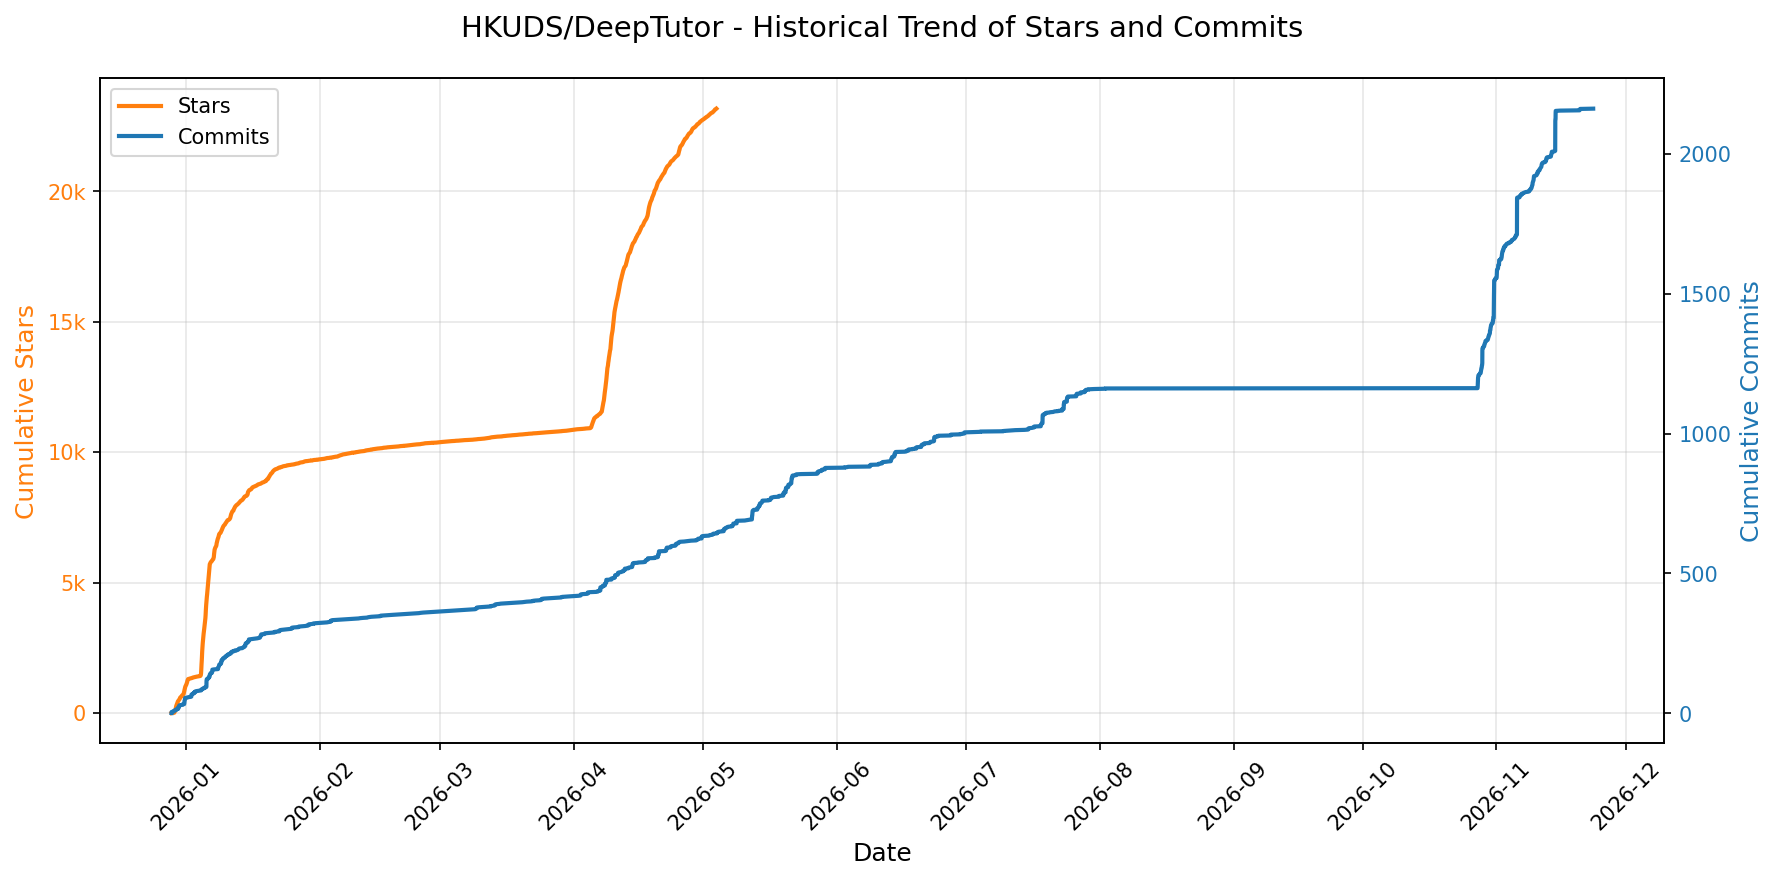 HKUDS/DeepTutor - Historical Trend of Stars and Commits
Stars
Commits
Cumulative Stars
20k
15k
10k
5k
0
Cumulative Commits
2000
1500
1000
500
0
2026-01
2026-02
2026-03
2026-04
2026-05
2026-06
2026-07
2026-08
2026-09
2026-10
2026-11
2026-12
Date